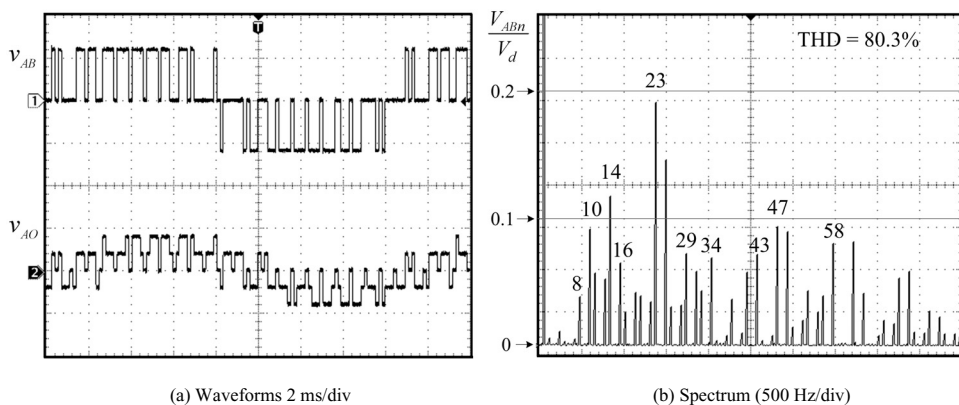 v_AB
1
v_AO
2
T
(a) Waveforms 2 ms/div
V_ABn
V_d
THD = 80.3%
0.2
0.1
0
8
10
14
16
23
29
34
43
47
58
(b) Spectrum (500 Hz/div)